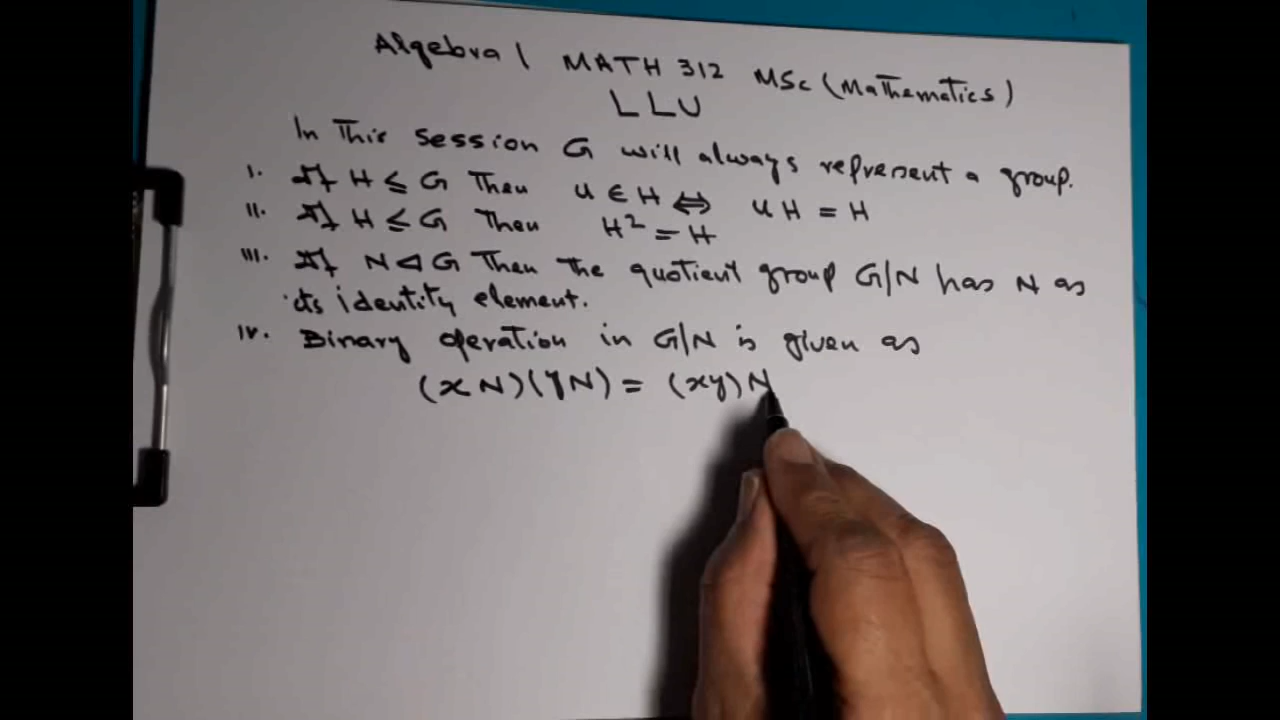 Algebra 1 MATH 312 MSc (Mathematics)
LLU
In This session G will always represent a group.
I. If H ≤ G Then u ∈ H ⇔ uH = H
II. If H ≤ G Then H² = H
III. If N ⊲ G Then The quotient group G/N has N as
its identity element.
IV. Binary operation in G/N is given as
(xN)(yN) = (xy)N